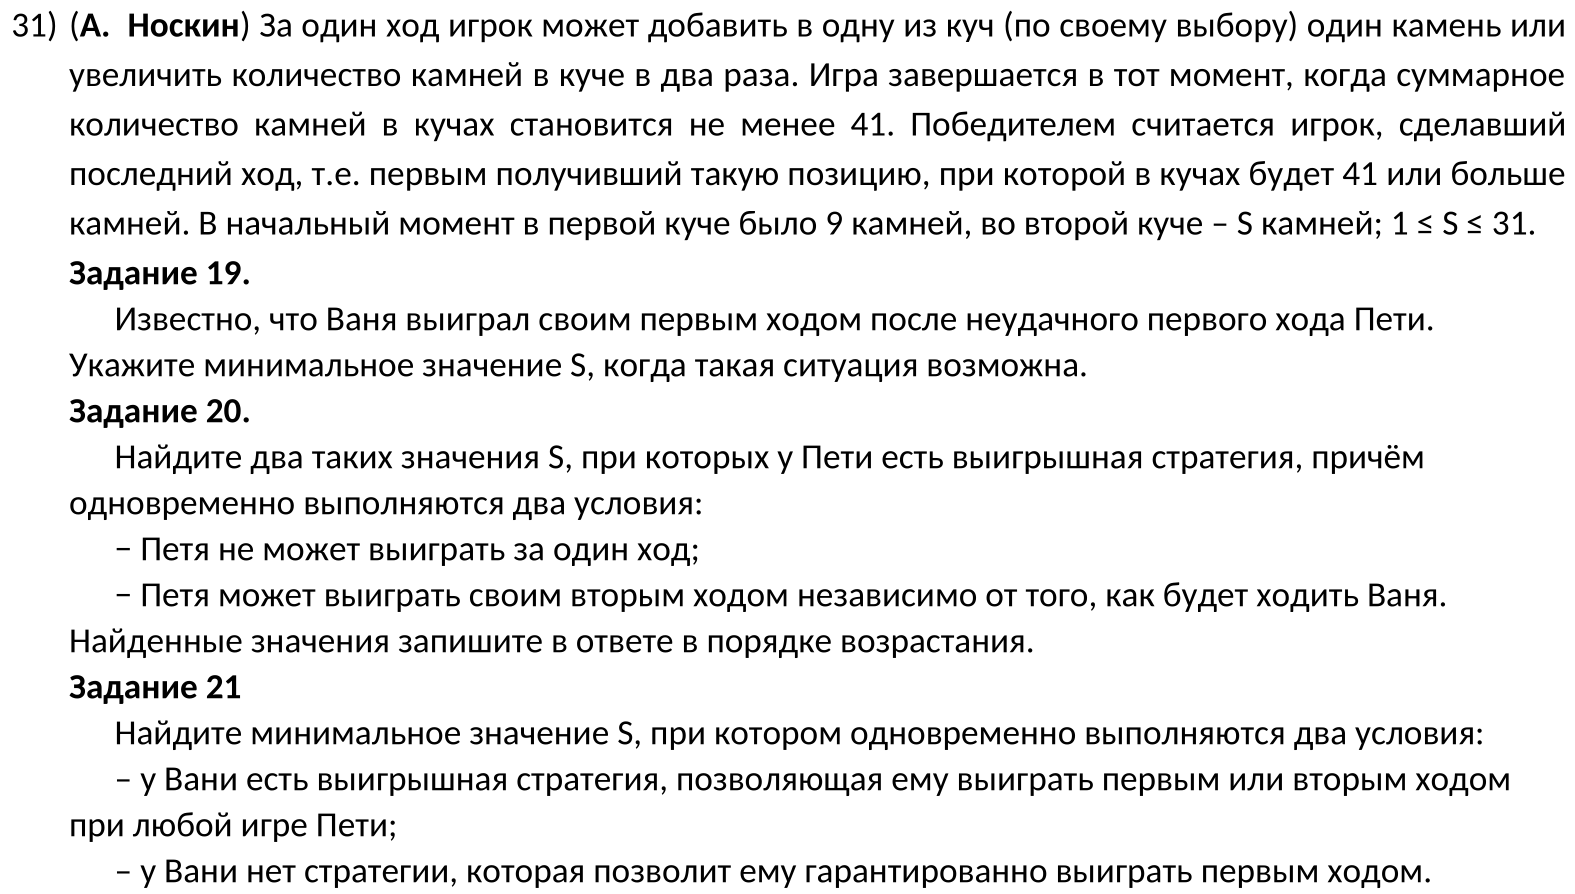 31) (А. Носкин) За один ход игрок может добавить в одну из куч (по своему выбору) один камень или
увеличить количество камней в куче в два раза. Игра завершается в тот момент, когда суммарное
количество камней в кучах становится не менее 41. Победителем считается игрок, сделавший
последний ход, т.е. первым получивший такую позицию, при которой в кучах будет 41 или больше
камней. В начальный момент в первой куче было 9 камней, во второй куче – S камней; 1 ≤ S ≤ 31.
Задание 19.
Известно, что Ваня выиграл своим первым ходом после неудачного первого хода Пети.
Укажите минимальное значение S, когда такая ситуация возможна.
Задание 20.
Найдите два таких значения S, при которых у Пети есть выигрышная стратегия, причём
одновременно выполняются два условия:
− Петя не может выиграть за один ход;
− Петя может выиграть своим вторым ходом независимо от того, как будет ходить Ваня.
Найденные значения запишите в ответе в порядке возрастания.
Задание 21
Найдите минимальное значение S, при котором одновременно выполняются два условия:
– у Вани есть выигрышная стратегия, позволяющая ему выиграть первым или вторым ходом
при любой игре Пети;
– у Вани нет стратегии, которая позволит ему гарантированно выиграть первым ходом.